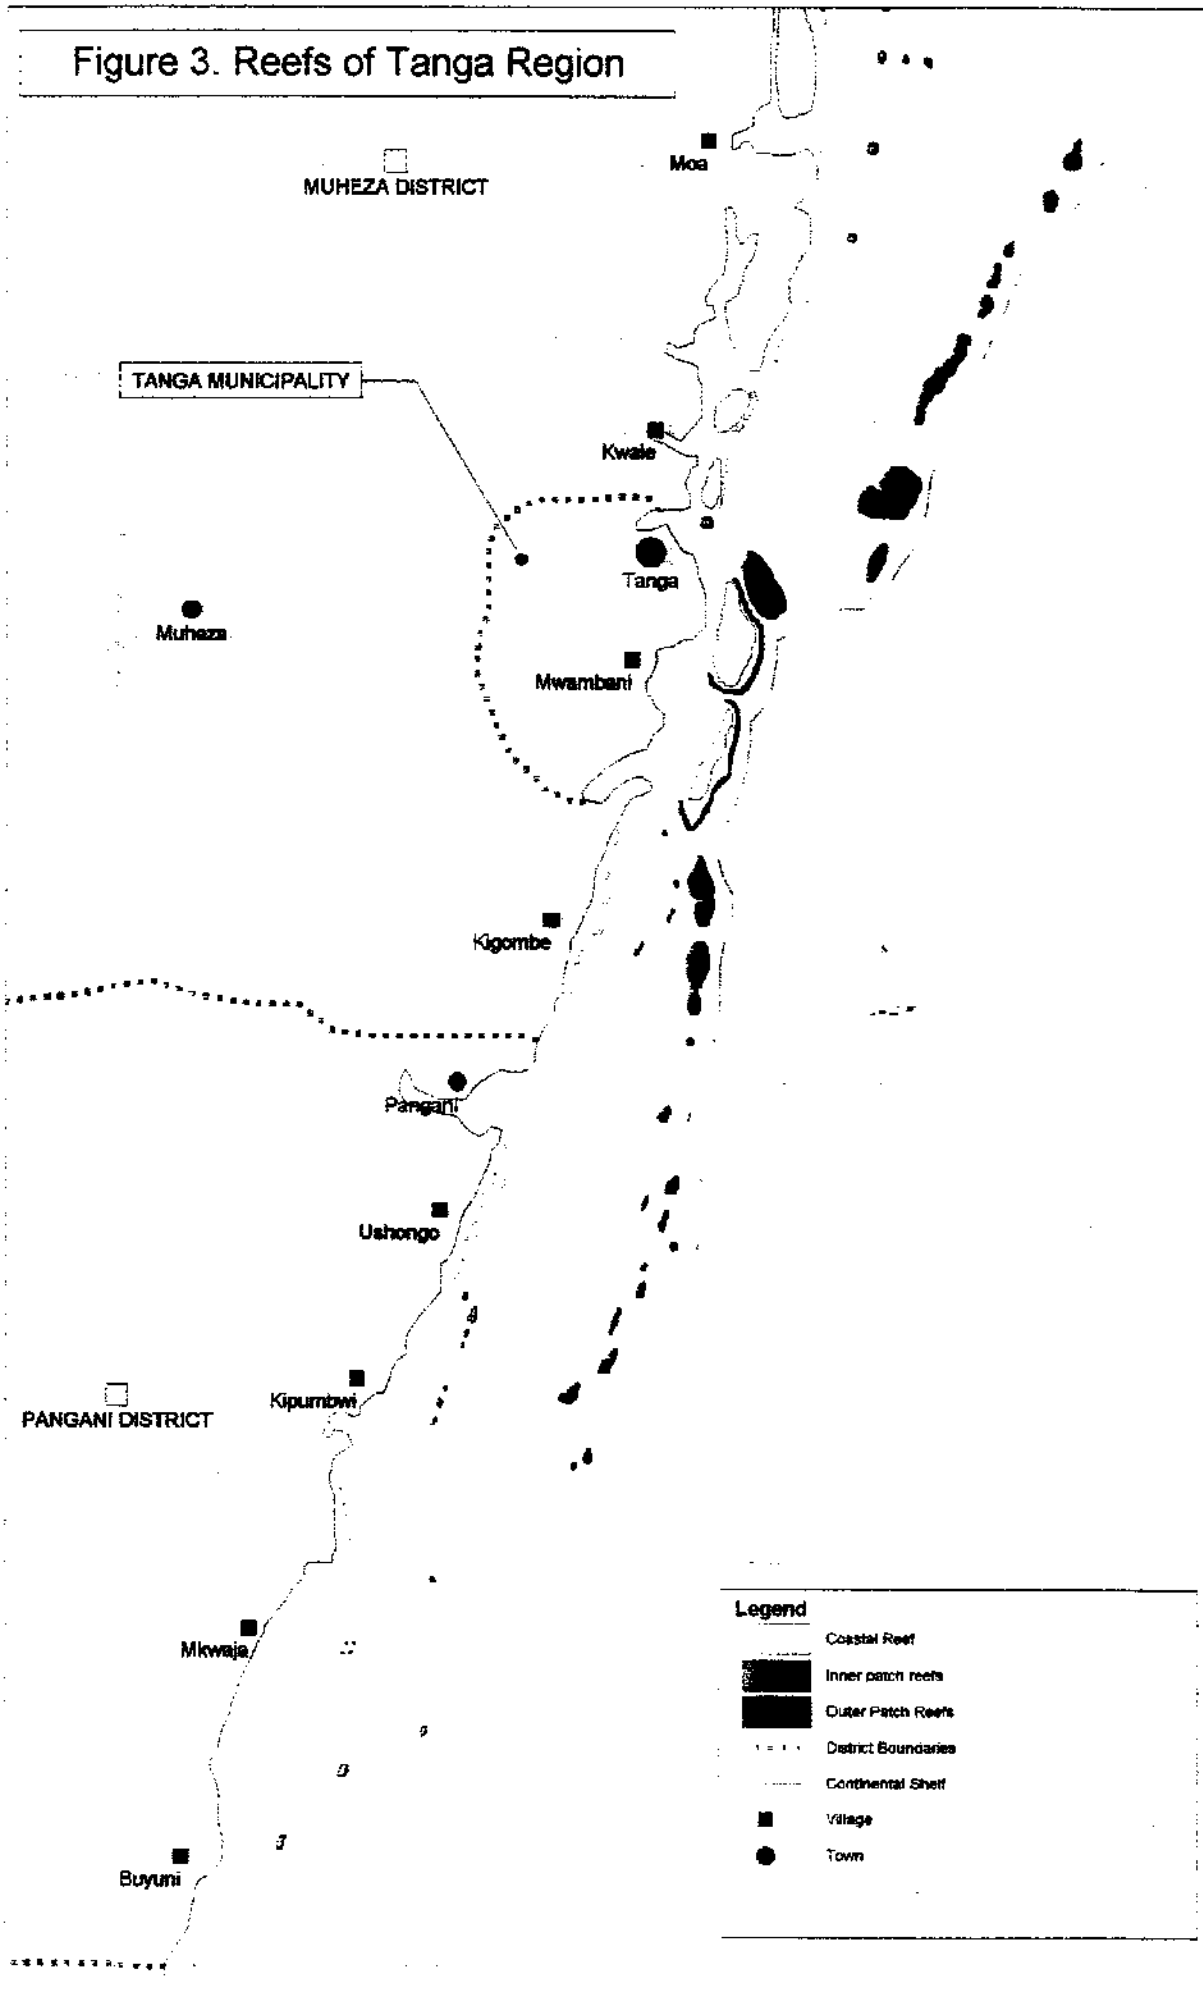 Figure 3. Reefs of Tanga Region
Moa
MUHEZA DISTRICT
TANGA MUNICIPALITY
Kwale
Tanga
Muheza
Mwambani
Kigombe
Pangani
Ushongo
Kipumbwi
PANGANI DISTRICT
Mkwaja
Buyuni
Legend
Coastal Reef
Inner patch reefs
Outer Patch Reefs
District Boundaries
Continental Shelf
Village
Town